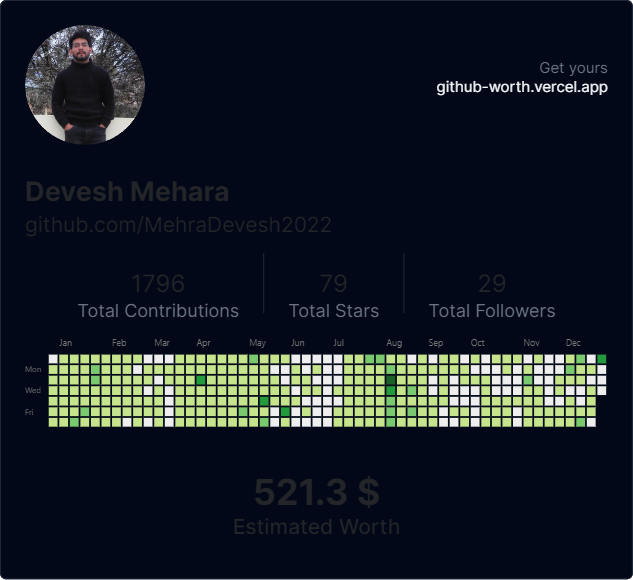 Get yours
github-worth.vercel.app
Devesh Mehara
github.com/MehraDevesh2022
1796 79 29
Total Contributions Total Stars Total Followers
Jan Feb Mar Apr May Jun Jul Aug Sep Oct Nov Dec
Mon
Wed
Fri
521.3 $
Estimated Worth